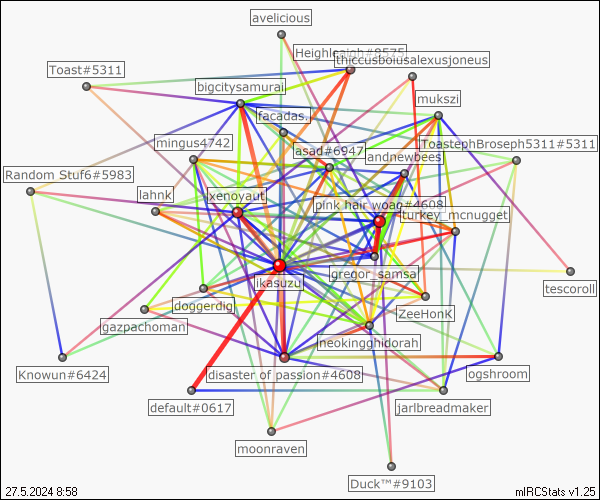 avelicious
Heighleigh#8575
thiccusboiusalexusjoneus
Toast#5311
bigcitysamurai
mukszi
facadas..
mingus4742
asad#6947
ToastephBroseph5311#5311
andnewbees
Random Stuf6#5983
lahnk
xenoyaut
pink hair woag#4608
turkey_mcnugget
gregor_samsa
ikasuzu
tescoroll
doggerdig
gazpachoman
ZeeHonK
neokingghidorah
Knowun#6424
disaster of passion#4608
ogshroom
default#0617
jarlbreadmaker
moonraven
Duck™#9103
27.5.2024 8:58
mIRCStats v1.25